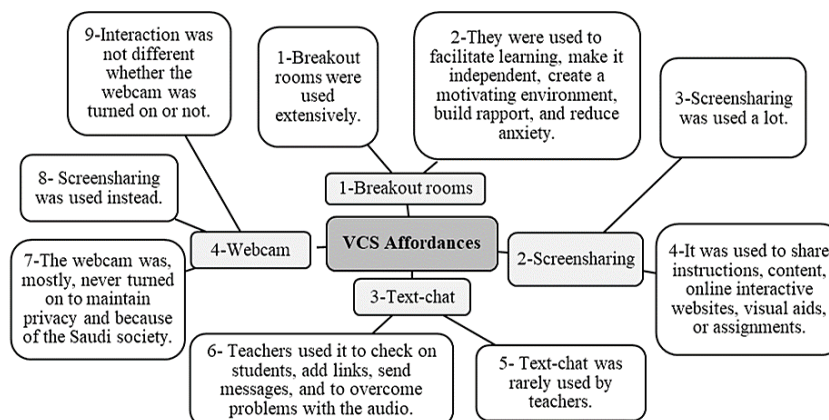 9-Interaction was
not different
whether the
webcam was
turned on or not.
1-Breakout
rooms were
used
extensively.
2-They were used to
facilitate learning, make it
independent, create a
motivating environment,
build rapport, and reduce
anxiety.
3-Screensharing
was used a lot.
8- Screensharing
was used instead.
1-Breakout rooms
4-Webcam
VCS Affordances
2-Screensharing
3-Text-chat
7-The webcam was,
mostly, never turned
on to maintain
privacy and because
of the Saudi society.
4-It was used to share
instructions, content,
online interactive
websites, visual aids,
or assignments.
6- Teachers used it to check on
students, add links, send
messages, and to overcome
problems with the audio.
5- Text-chat was
rarely used by
teachers.